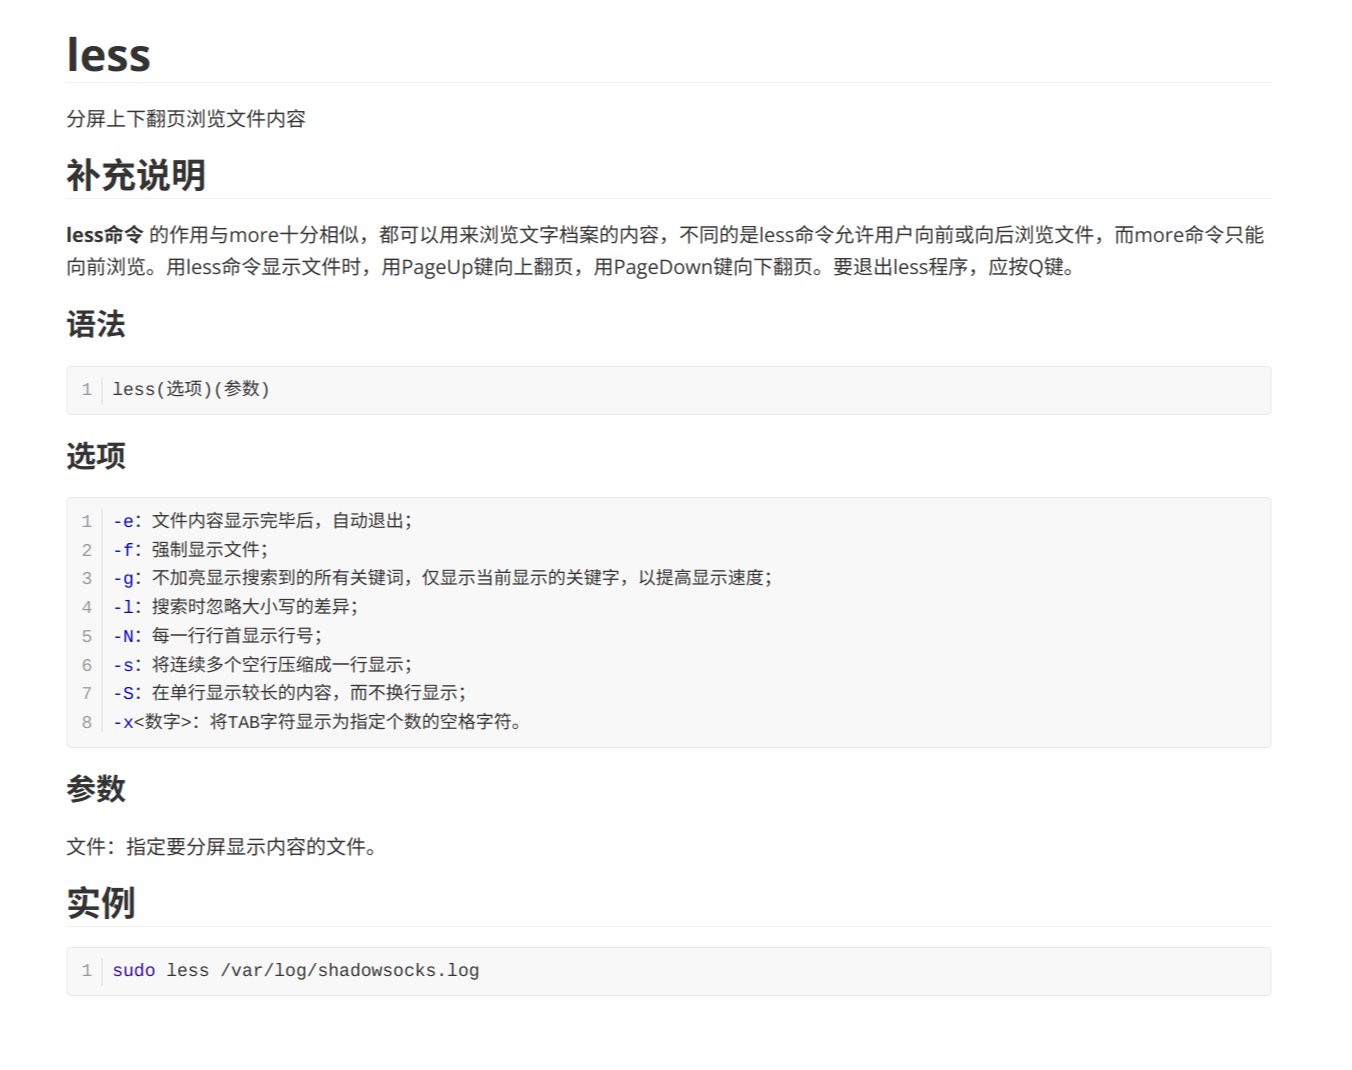 less
分屏上下翻页浏览文件内容
补充说明
less命令 的作用与more十分相似，都可以用来浏览文字档案的内容，不同的是less命令允许用户向前或向后浏览文件，而more命令只能
向前浏览。用less命令显示文件时，用PageUp键向上翻页，用PageDown键向下翻页。要退出less程序，应按Q键。
语法
1 less(选项)(参数)
选项
1 -e：文件内容显示完毕后，自动退出；
2 -f：强制显示文件；
3 -g：不加亮显示搜索到的所有关键词，仅显示当前显示的关键字，以提高显示速度；
4 -l：搜索时忽略大小写的差异；
5 -N：每一行行首显示行号；
6 -s：将连续多个空行压缩成一行显示；
7 -S：在单行显示较长的内容，而不换行显示；
8 -x<数字>：将TAB字符显示为指定个数的空格字符。
参数
文件：指定要分屏显示内容的文件。
实例
1 sudo less /var/log/shadowsocks.log